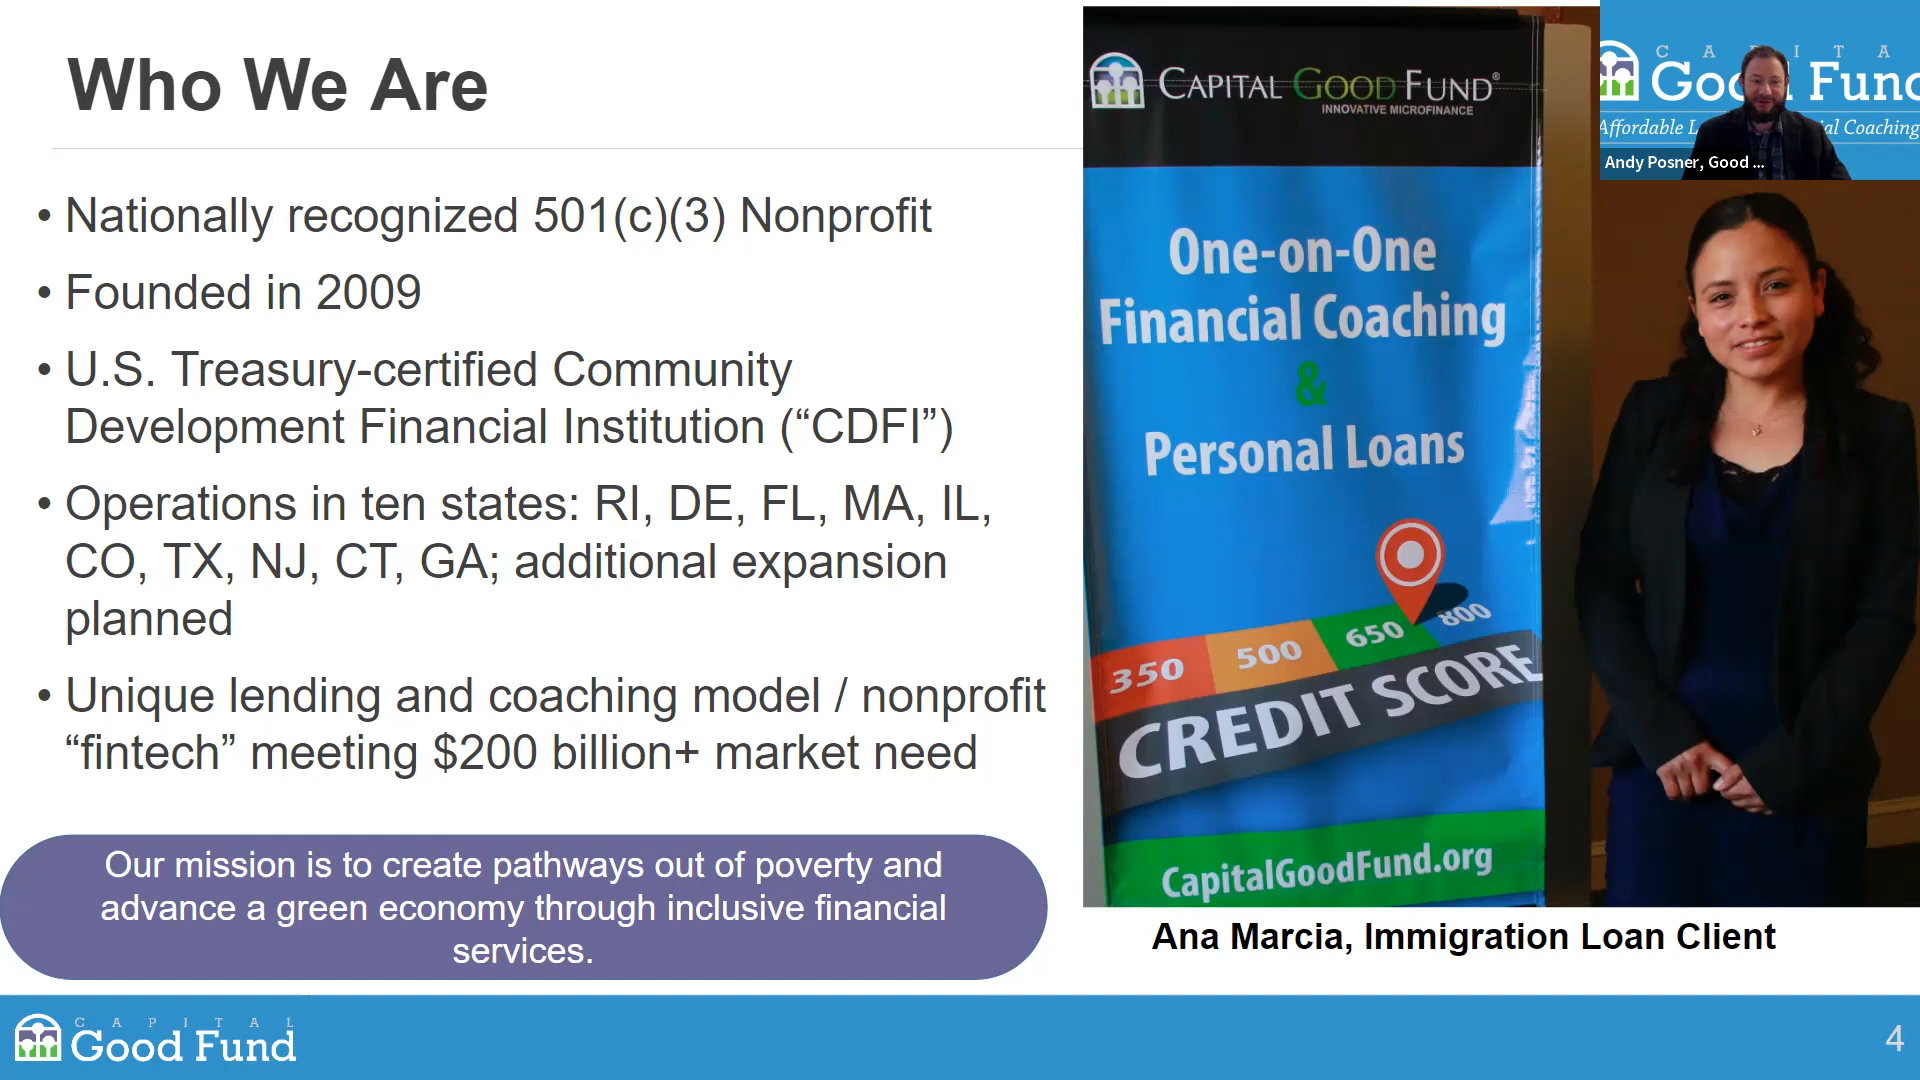 Who We Are
• Nationally recognized 501(c)(3) Nonprofit
• Founded in 2009
• U.S. Treasury-certified Community
Development Financial Institution (“CDFI”)
• Operations in ten states: RI, DE, FL, MA, IL,
CO, TX, NJ, CT, GA; additional expansion
planned
• Unique lending and coaching model / nonprofit
“fintech” meeting $200 billion+ market need
Our mission is to create pathways out of poverty and
advance a green economy through inclusive financial
services.
CAPITAL GOOD FUND®
INNOVATIVE MICROFINANCE
One-on-One
Financial Coaching
&
Personal Loans
350 500 650 800
CREDIT SCORE
CapitalGoodFund.org
Ana Marcia, Immigration Loan Client
Fund
Affordable
Coaching
Andy Posner, Good ...
CAPITAL
Good Fund
4